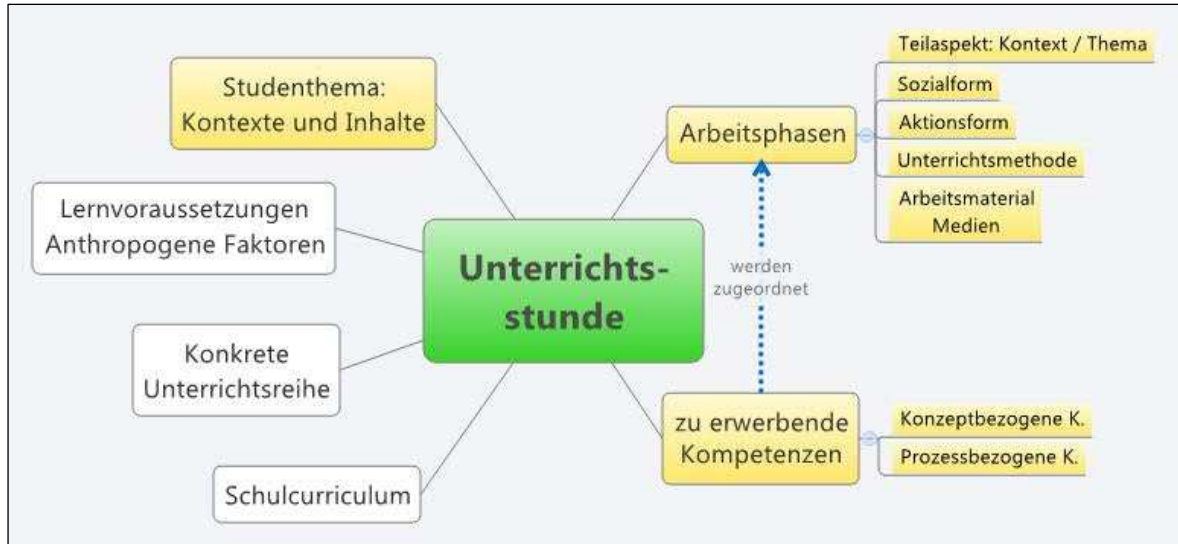 Studenthema:
Kontexte und Inhalte
Lernvoraussetzungen
Anthropogene Faktoren
Konkrete
Unterrichtsreihe
Schulcurriculum
Unterrichts-
stunde
Arbeitsphasen
Teilaspekt: Kontext / Thema
Sozialform
Aktionsform
Unterrichtsmethode
Arbeitsmaterial
Medien
werden
zugeordnet
zu erwerbende
Kompetenzen
Konzeptbezogene K.
Prozessbezogene K.